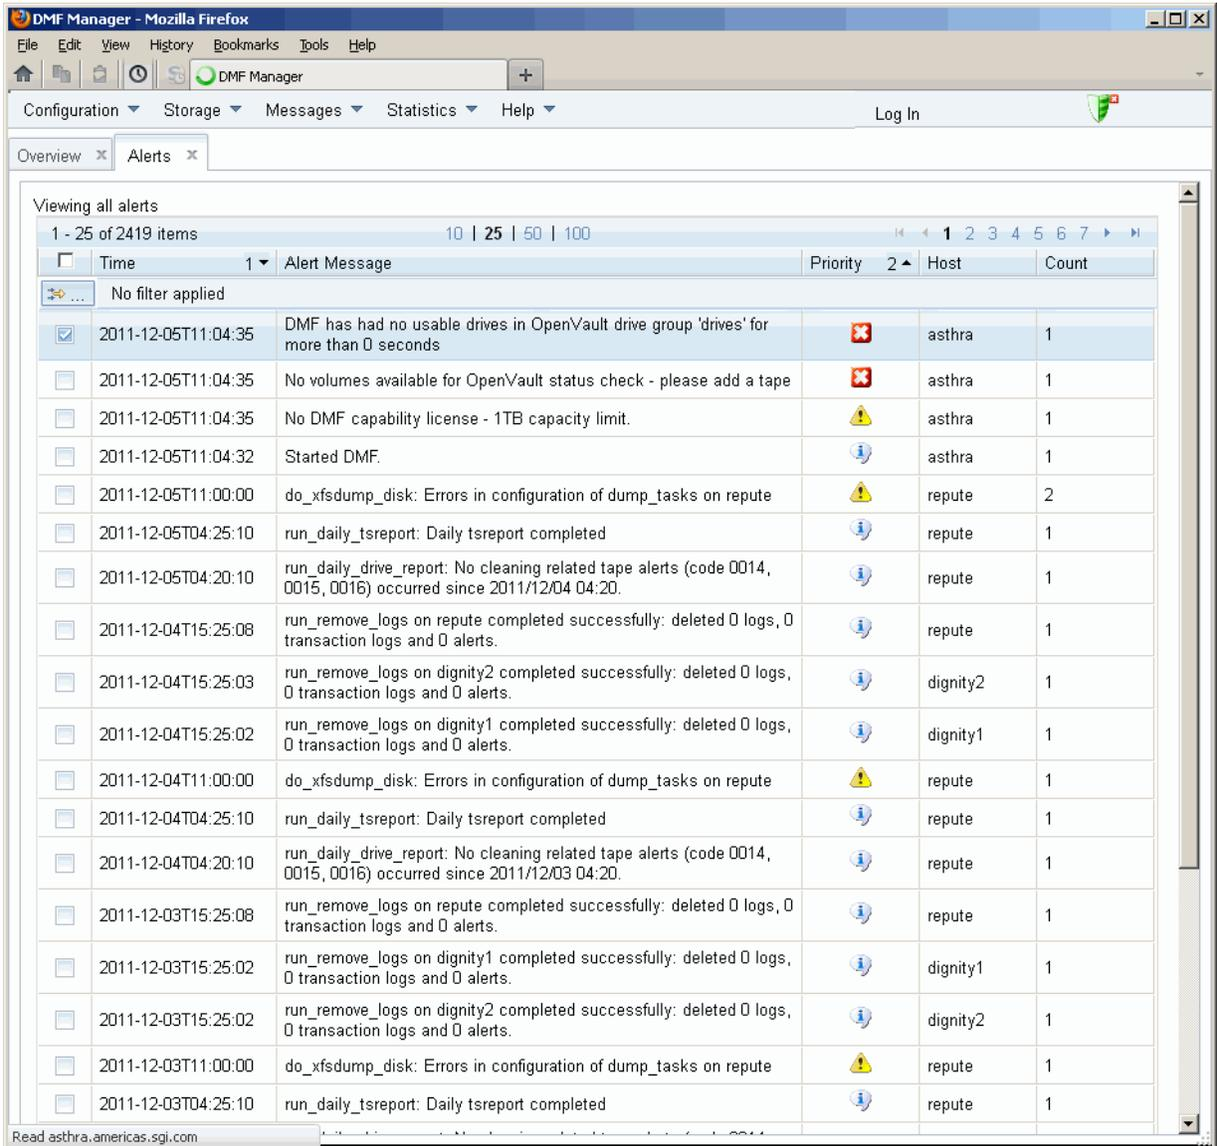 DMF Manager - Mozilla Firefox
File Edit View History Bookmarks Tools Help
DMF Manager
Configuration Storage Messages Statistics Help Log In
Overview Alerts
Viewing all alerts
1 - 25 of 2419 items 10 | 25 | 50 | 100 1 2 3 4 5 6 7
Time 1 Alert Message Priority 2 Host Count
... No filter applied
2011-12-05T11:04:35 DMF has had no usable drives in OpenVault drive group 'drives' for
more than 0 seconds asthra 1
2011-12-05T11:04:35 No volumes available for OpenVault status check - please add a tape asthra 1
2011-12-05T11:04:35 No DMF capability license - 1TB capacity limit. asthra 1
2011-12-05T11:04:32 Started DMF. asthra 1
2011-12-05T11:00:00 do_xfsdump_disk: Errors in configuration of dump_tasks on repute repute 2
2011-12-05T04:25:10 run_daily_tsreport: Daily tsreport completed repute 1
2011-12-05T04:20:10 run_daily_drive_report: No cleaning related tape alerts (code 0014,
0015, 0016) occurred since 2011/12/04 04:20. repute 1
2011-12-04T15:25:08 run_remove_logs on repute completed successfully: deleted 0 logs, 0
transaction logs and 0 alerts. repute 1
2011-12-04T15:25:03 run_remove_logs on dignity2 completed successfully: deleted 0 logs,
0 transaction logs and 0 alerts. dignity2 1
2011-12-04T15:25:02 run_remove_logs on dignity1 completed successfully: deleted 0 logs,
0 transaction logs and 0 alerts. dignity1 1
2011-12-04T11:00:00 do_xfsdump_disk: Errors in configuration of dump_tasks on repute repute 1
2011-12-04T04:25:10 run_daily_tsreport: Daily tsreport completed repute 1
2011-12-04T04:20:10 run_daily_drive_report: No cleaning related tape alerts (code 0014,
0015, 0016) occurred since 2011/12/03 04:20. repute 1
2011-12-03T15:25:08 run_remove_logs on repute completed successfully: deleted 0 logs, 0
transaction logs and 0 alerts. repute 1
2011-12-03T15:25:02 run_remove_logs on dignity1 completed successfully: deleted 0 logs,
0 transaction logs and 0 alerts. dignity1 1
2011-12-03T15:25:02 run_remove_logs on dignity2 completed successfully: deleted 0 logs,
0 transaction logs and 0 alerts. dignity2 1
2011-12-03T11:00:00 do_xfsdump_disk: Errors in configuration of dump_tasks on repute repute 1
2011-12-03T04:25:10 run_daily_tsreport: Daily tsreport completed repute 1
Read asthra.americas.sgi.com